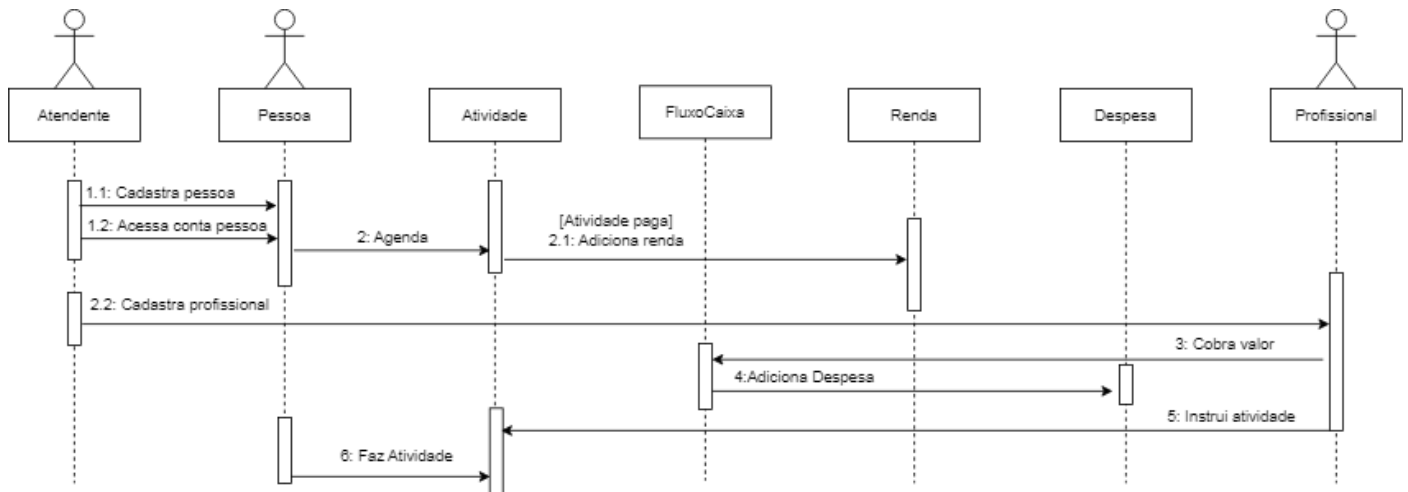 Atendente
Pessoa
Atividade
FluxoCaixa
Renda
Despesa
Profissional
1.1: Cadastra pessoa
1.2: Acessa conta pessoa
2: Agenda
[Atividade paga]
2.1: Adiciona renda
2.2: Cadastra profissional
3: Cobra valor
4:Adiciona Despesa
5: Instrui atividade
6: Faz Atividade